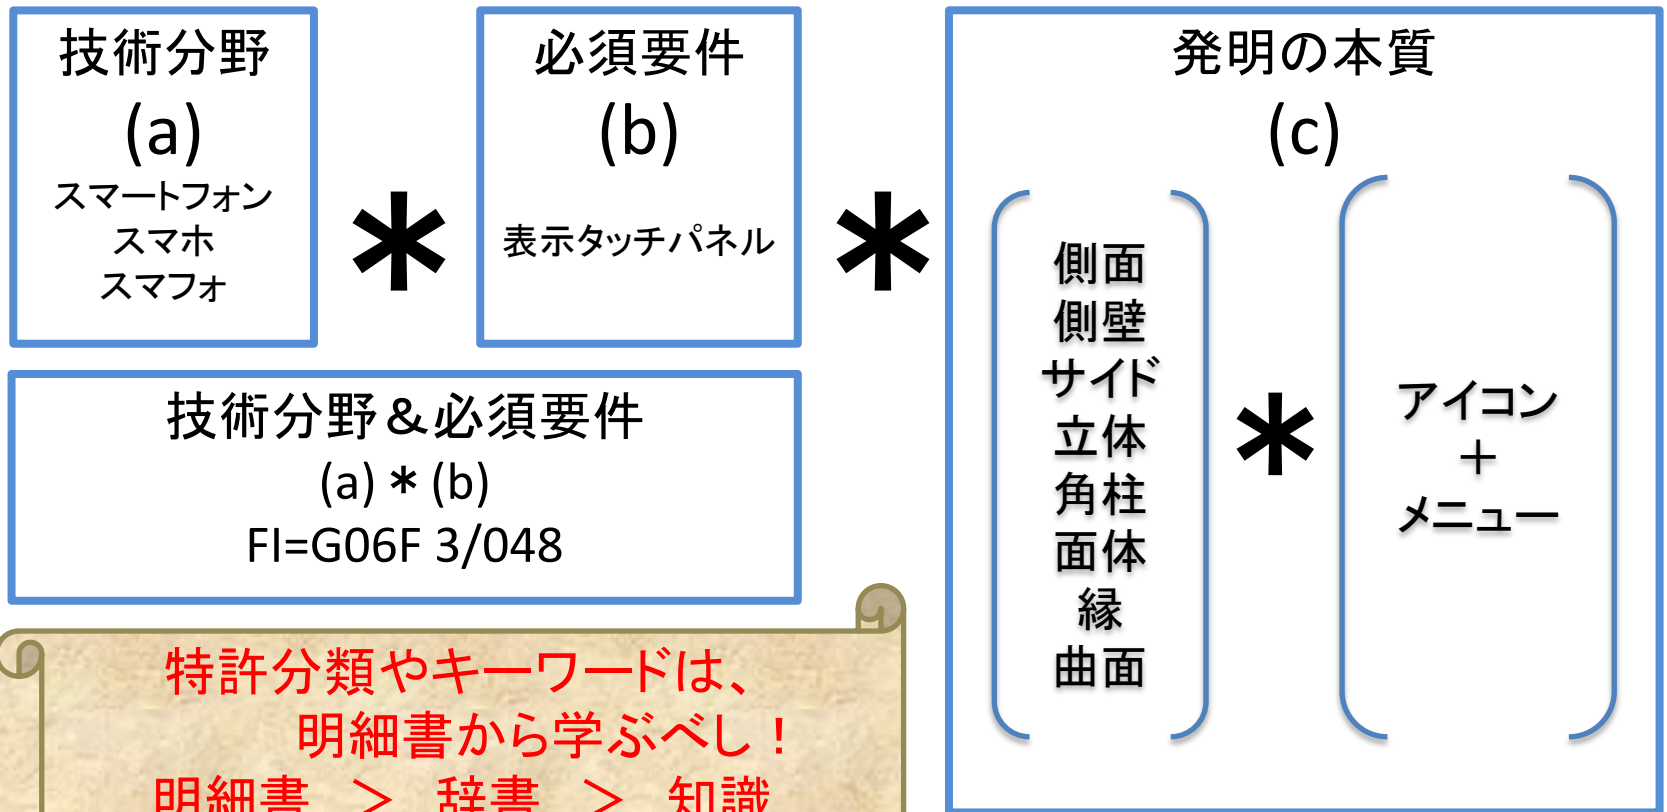 技術分野
(a)
スマートフォン
スマホ
スマフォ
*
必須要件
(b)
表示タッチパネル
*
発明の本質
(c)
側面
側壁
サイド
立体
角柱
面体
縁
曲面
*
アイコン
＋
メニュー
技術分野＆必須要件
(a) * (b)
FI=G06F 3/048
特許分類やキーワードは、
明細書から学ぶべし！
明細書　＞　辞書　＞　知識